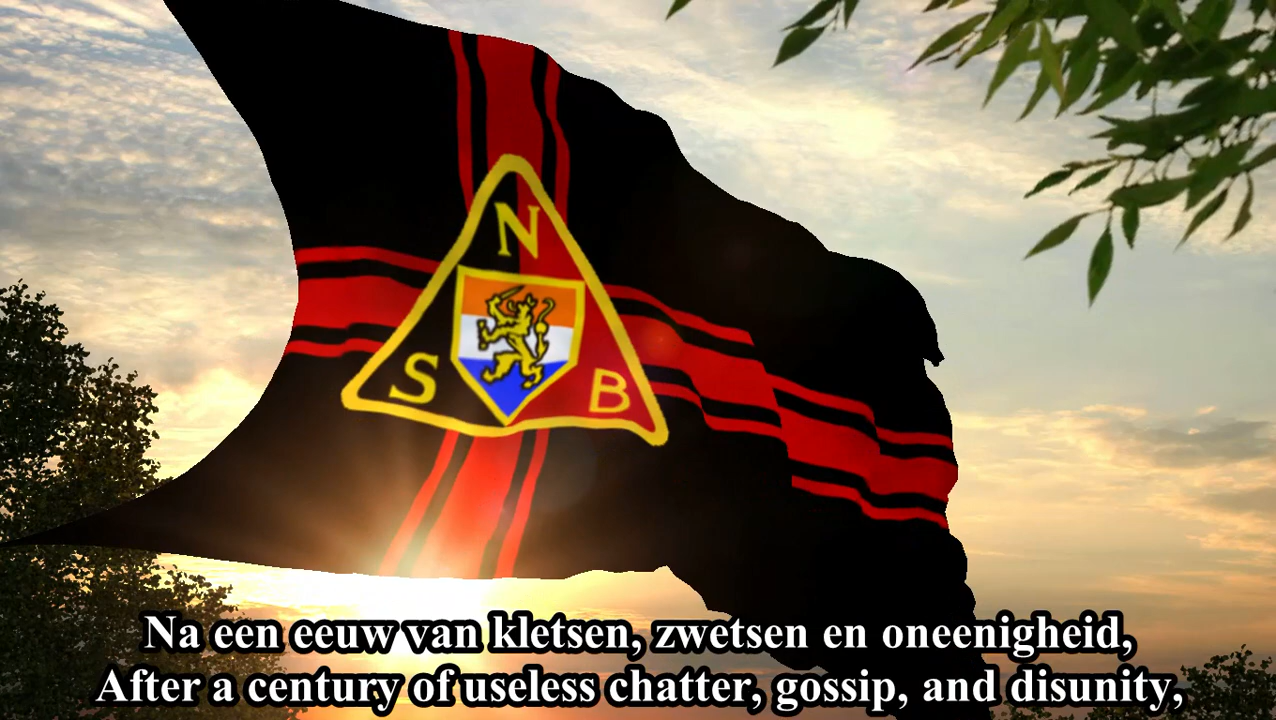 N
S B
Na een eeuw van kletsen, zwetsen en oneenigheid,
After a century of useless chatter, gossip, and disunity,